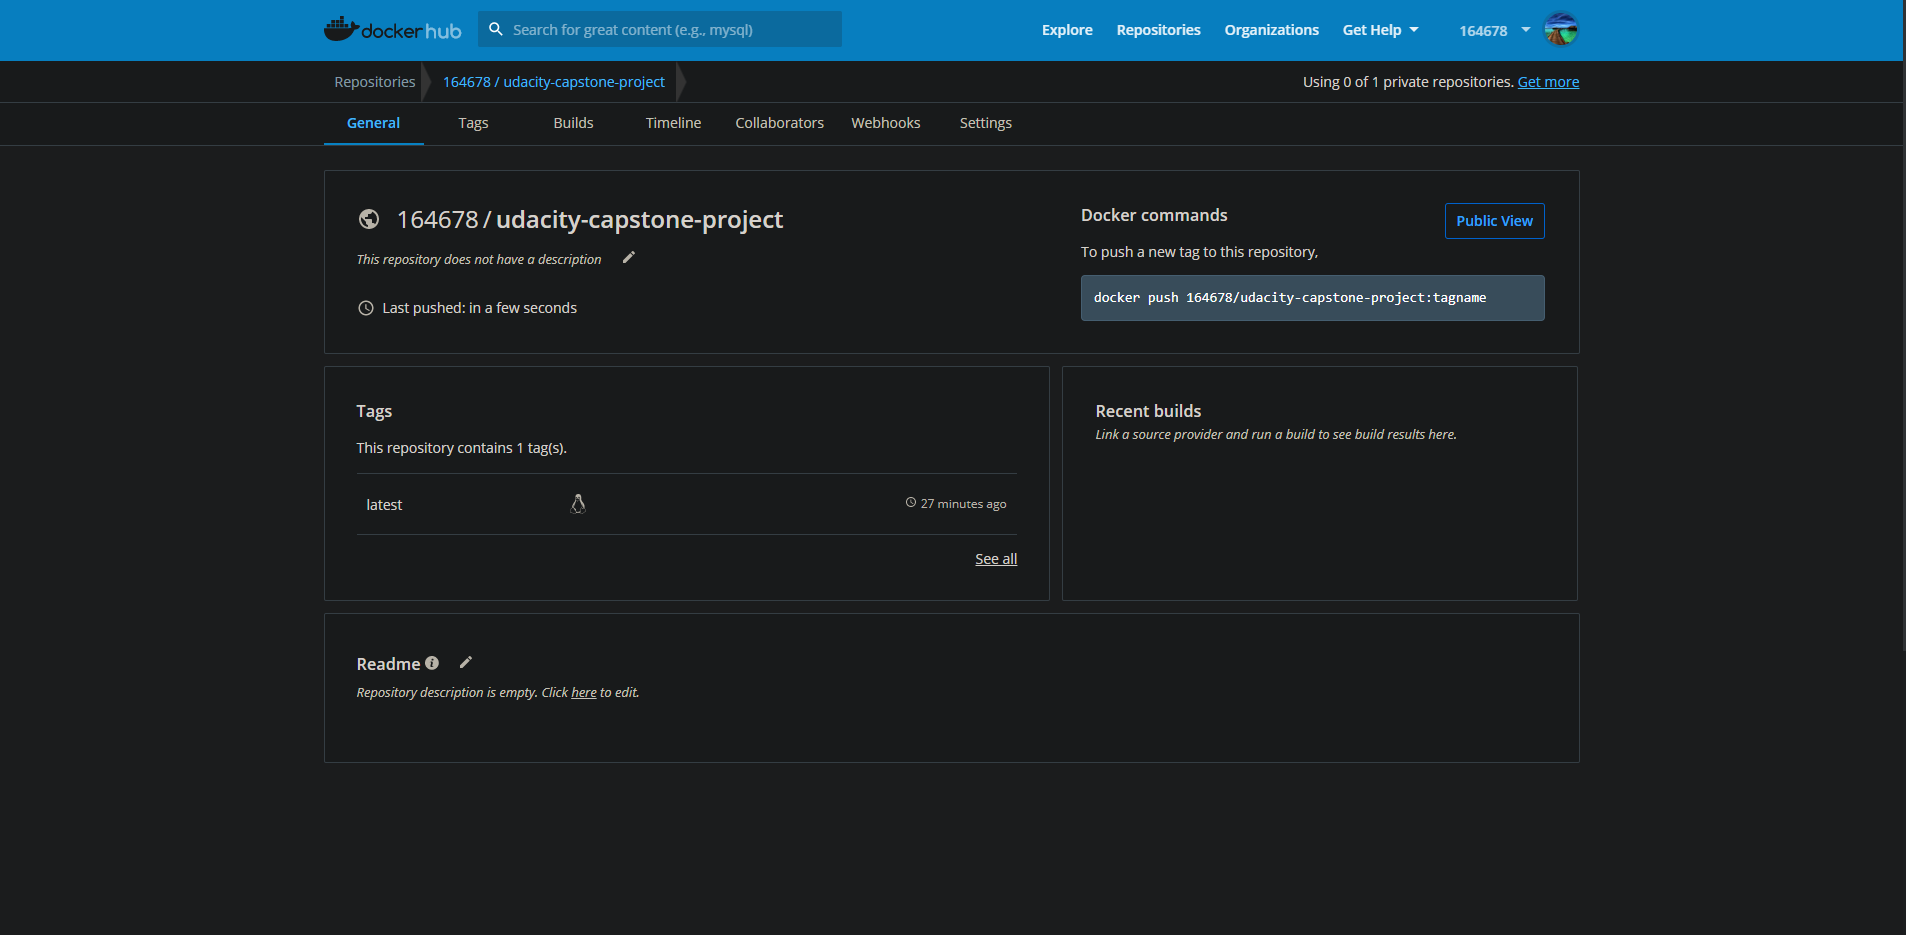 docker hub
Search for great content (e.g., mysql)
Explore
Repositories
Organizations
Get Help
164678
Repositories
164678 / udacity-capstone-project
Using 0 of 1 private repositories. Get more
General
Tags
Builds
Timeline
Collaborators
Webhooks
Settings
164678 / udacity-capstone-project
This repository does not have a description
Last pushed: in a few seconds
Docker commands
Public View
To push a new tag to this repository,
docker push 164678/udacity-capstone-project:tagname
Tags
This repository contains 1 tag(s).
latest
27 minutes ago
See all
Recent builds
Link a source provider and run a build to see build results here.
Readme
Repository description is empty. Click here to edit.